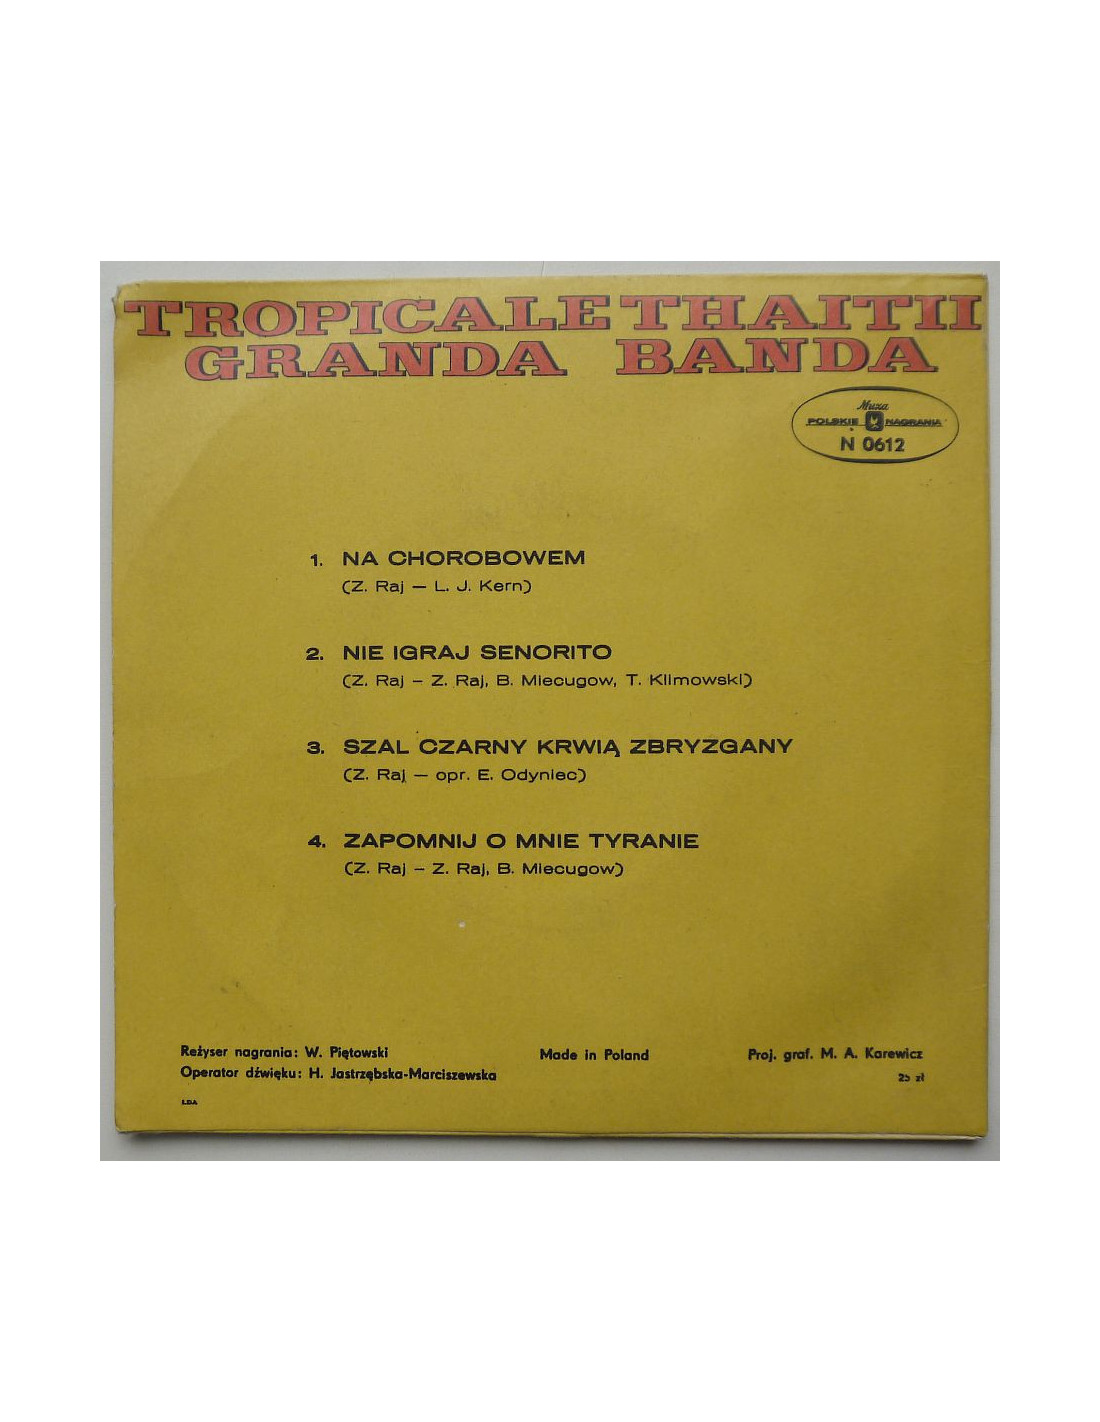 TROPICALE THAITII
GRANDA BANDA
Muza
POLSKIE NAGRANIA
N 0612
1. NA CHOROBOWEM
(Z. Raj — L. J. Kern)
2. NIE IGRAJ SENORITO
(Z. Raj – Z. Raj, B. Miecugow, T. Klimowski)
3. SZAL CZARNY KRWIĄ ZBRYZGANY
(Z. Raj — opr. E. Odyniec)
4. ZAPOMNIJ O MNIE TYRANIE
(Z. Raj – Z. Raj, B. Miecugow)
Reżyser nagrania: W. Piętowski
Operator dźwięku: H. Jastrzębska-Marciszewska
Made in Poland
Proj. graf. M. A. Karewicz
25 zł
LDA